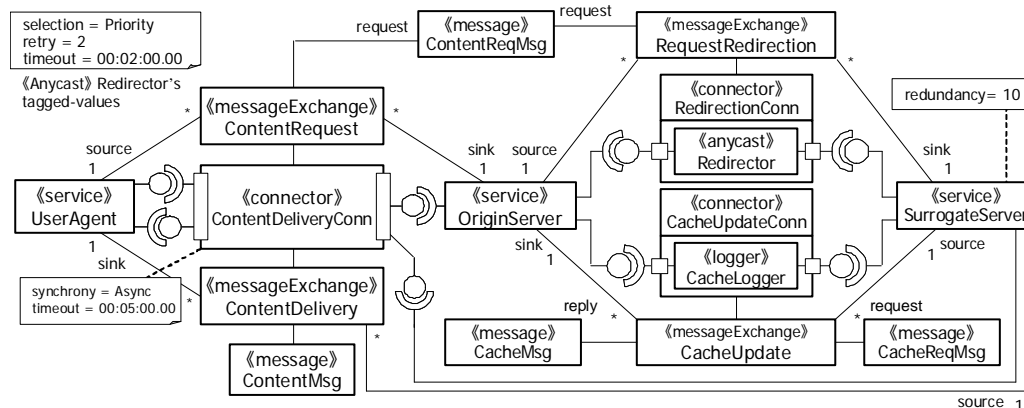 selection = Priority
retry = 2
timeout = 00:02:00.00
《Anycast》Redirector's
tagged-values
request
《message》
ContentReqMsg
request
《messageExchange》
RequestRedirection
*
*
《messageExchange》
ContentRequest
*
*
《connector》
RedirectionConn
《anycast》
Redirector
redundancy= 10
source
1
sink
1
source
1
sink
1
《service》
UserAgent
《connector》
ContentDeliveryConn
《service》
OriginServer
《connector》
CacheUpdateConn
《logger》
CacheLogger
《service》
SurrogateServer
1
sink
sink
1
source
1
synchrony = Async
timeout = 00:05:00.00
*
《messageExchange》
ContentDelivery
*
reply
*
request
*
《message》
CacheMsg
《messageExchange》
CacheUpdate
《message》
CacheReqMsg
《message》
ContentMsg
source 1